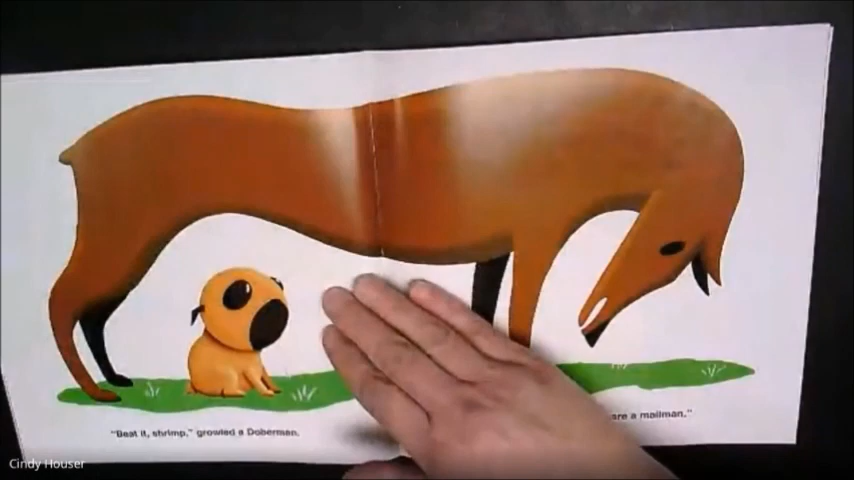 "Beat it, shrimp," growled a Doberman.
are a mailman."
Cindy Houser